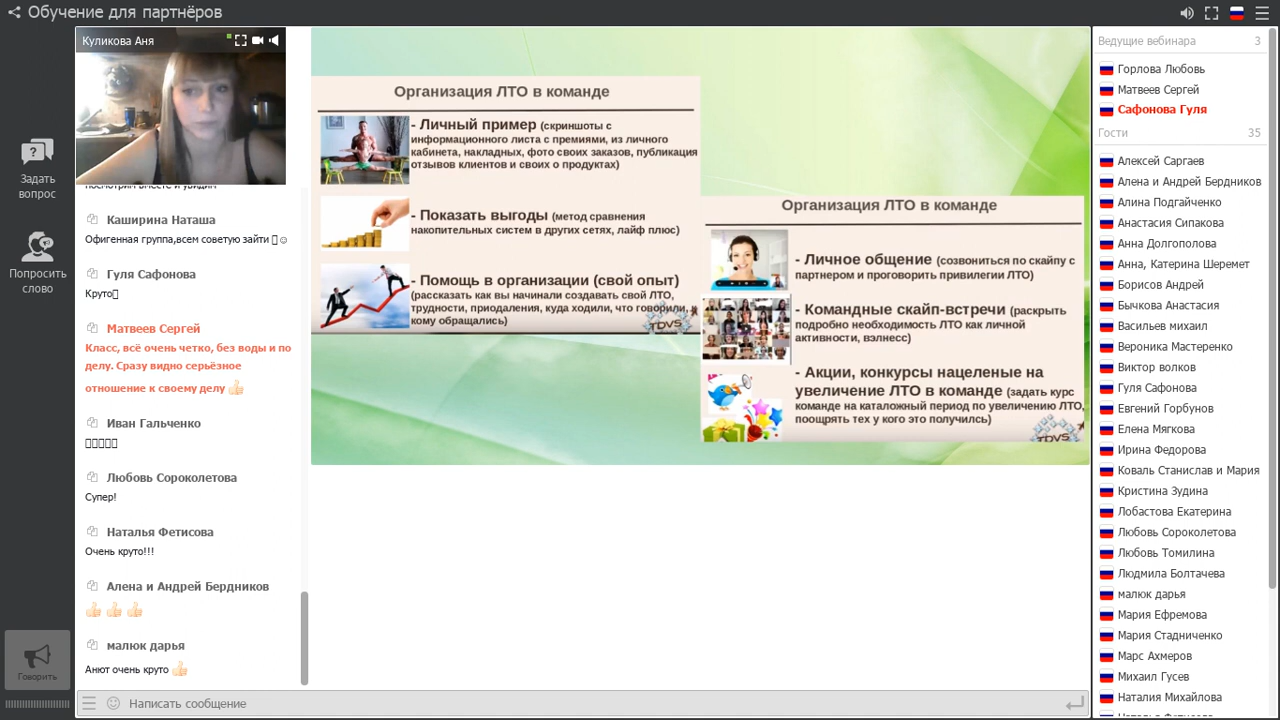 Обучение для партнёров
Куликова Аня
Задать
вопрос
Попросить
слово
Говорить
посмотрим вместе и увидим
Каширина Наташа
Офигенная группа,всем советую зайти
Гуля Сафонова
Круто
Матвеев Сергей
Класс, всё очень четко, без воды и по
делу. Сразу видно серьёзное
отношение к своему делу
Иван Гальченко
Любовь Сороколетова
Супер!
Наталья Фетисова
Очень круто!!!
Алена и Андрей Бердников
малюк дарья
Анют очень круто
Написать сообщение
Организация ЛТО в команде
- Личный пример (скриншоты с
информационного листа с премиями, из личного
кабинета, накладных, фото своих заказов, публикация
отзывов клиентов и своих о продуктах)
- Показать выгоды (метод сравнения
накопительных систем в других сетях, лайф плюс)
- Помощь в организации (свой опыт)
(рассказать как вы начинали создавать свой ЛТО,
трудности, приодаления, куда ходили, что говорили, к
кому обращались)
TDVS
Организация ЛТО в команде
- Личное общение (созвониться по скайпу с
партнером и проговорить привилегии ЛТО)
- Командные скайп-встречи (раскрыть
подробно необходимость ЛТО как личной
активности, вэлнесс)
- Акции, конкурсы нацеленые на
увеличение ЛТО в команде (задать курс
команде на каталожный период по увеличению ЛТО,
поощрять тех у кого это получилсь)
TDVS
Ведущие вебинара 3
Горлова Любовь
Матвеев Сергей
Сафонова Гуля
Гости 35
Алексей Саргаев
Алена и Андрей Бердников
Алина Подгайченко
Анастасия Сипакова
Анна Долгополова
Анна, Катерина Шеремет
Борисов Андрей
Бычкова Анастасия
Васильев михаил
Вероника Мастеренко
Виктор волков
Гуля Сафонова
Евгений Горбунов
Елена Мягкова
Ирина Федорова
Коваль Станислав и Мария
Кристина Зудина
Лобастова Екатерина
Любовь Сороколетова
Любовь Томилина
Людмила Болтачева
малюк дарья
Мария Ефремова
Мария Стадниченко
Марс Ахмеров
Михаил Гусев
Наталия Михайлова
Наталья Фетисова